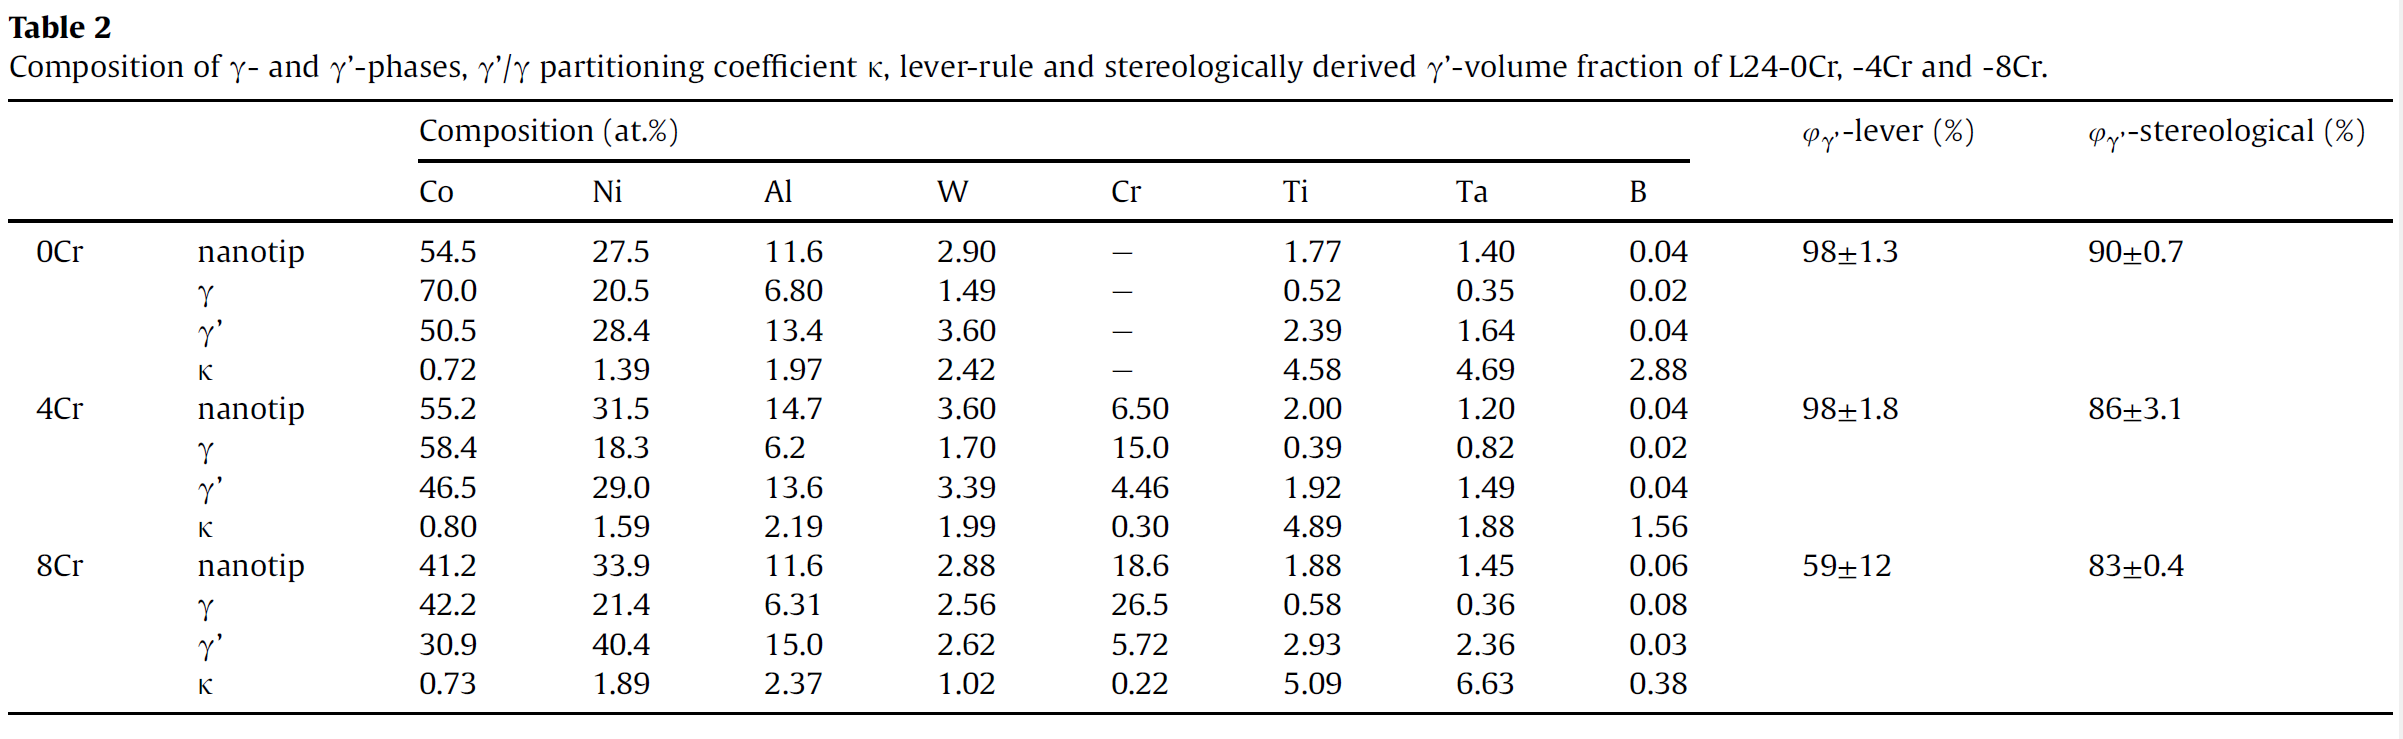 Table 2
Composition of γ- and γ’-phases, γ’/γ partitioning coefficient κ, lever-rule and stereologically derived γ’-volume fraction of L24-0Cr, -4Cr and -8Cr.
Composition (at.%) φγ’-lever (%) φγ’-stereological (%)
Co Ni Al W Cr Ti Ta B
0Cr nanotip 54.5 27.5 11.6 2.90 – 1.77 1.40 0.04 98±1.3 90±0.7
γ 70.0 20.5 6.80 1.49 – 0.52 0.35 0.02
γ’ 50.5 28.4 13.4 3.60 – 2.39 1.64 0.04
κ 0.72 1.39 1.97 2.42 – 4.58 4.69 2.88
4Cr nanotip 55.2 31.5 14.7 3.60 6.50 2.00 1.20 0.04 98±1.8 86±3.1
γ 58.4 18.3 6.2 1.70 15.0 0.39 0.82 0.02
γ’ 46.5 29.0 13.6 3.39 4.46 1.92 1.49 0.04
κ 0.80 1.59 2.19 1.99 0.30 4.89 1.88 1.56
8Cr nanotip 41.2 33.9 11.6 2.88 18.6 1.88 1.45 0.06 59±12 83±0.4
γ 42.2 21.4 6.31 2.56 26.5 0.58 0.36 0.08
γ’ 30.9 40.4 15.0 2.62 5.72 2.93 2.36 0.03
κ 0.73 1.89 2.37 1.02 0.22 5.09 6.63 0.38